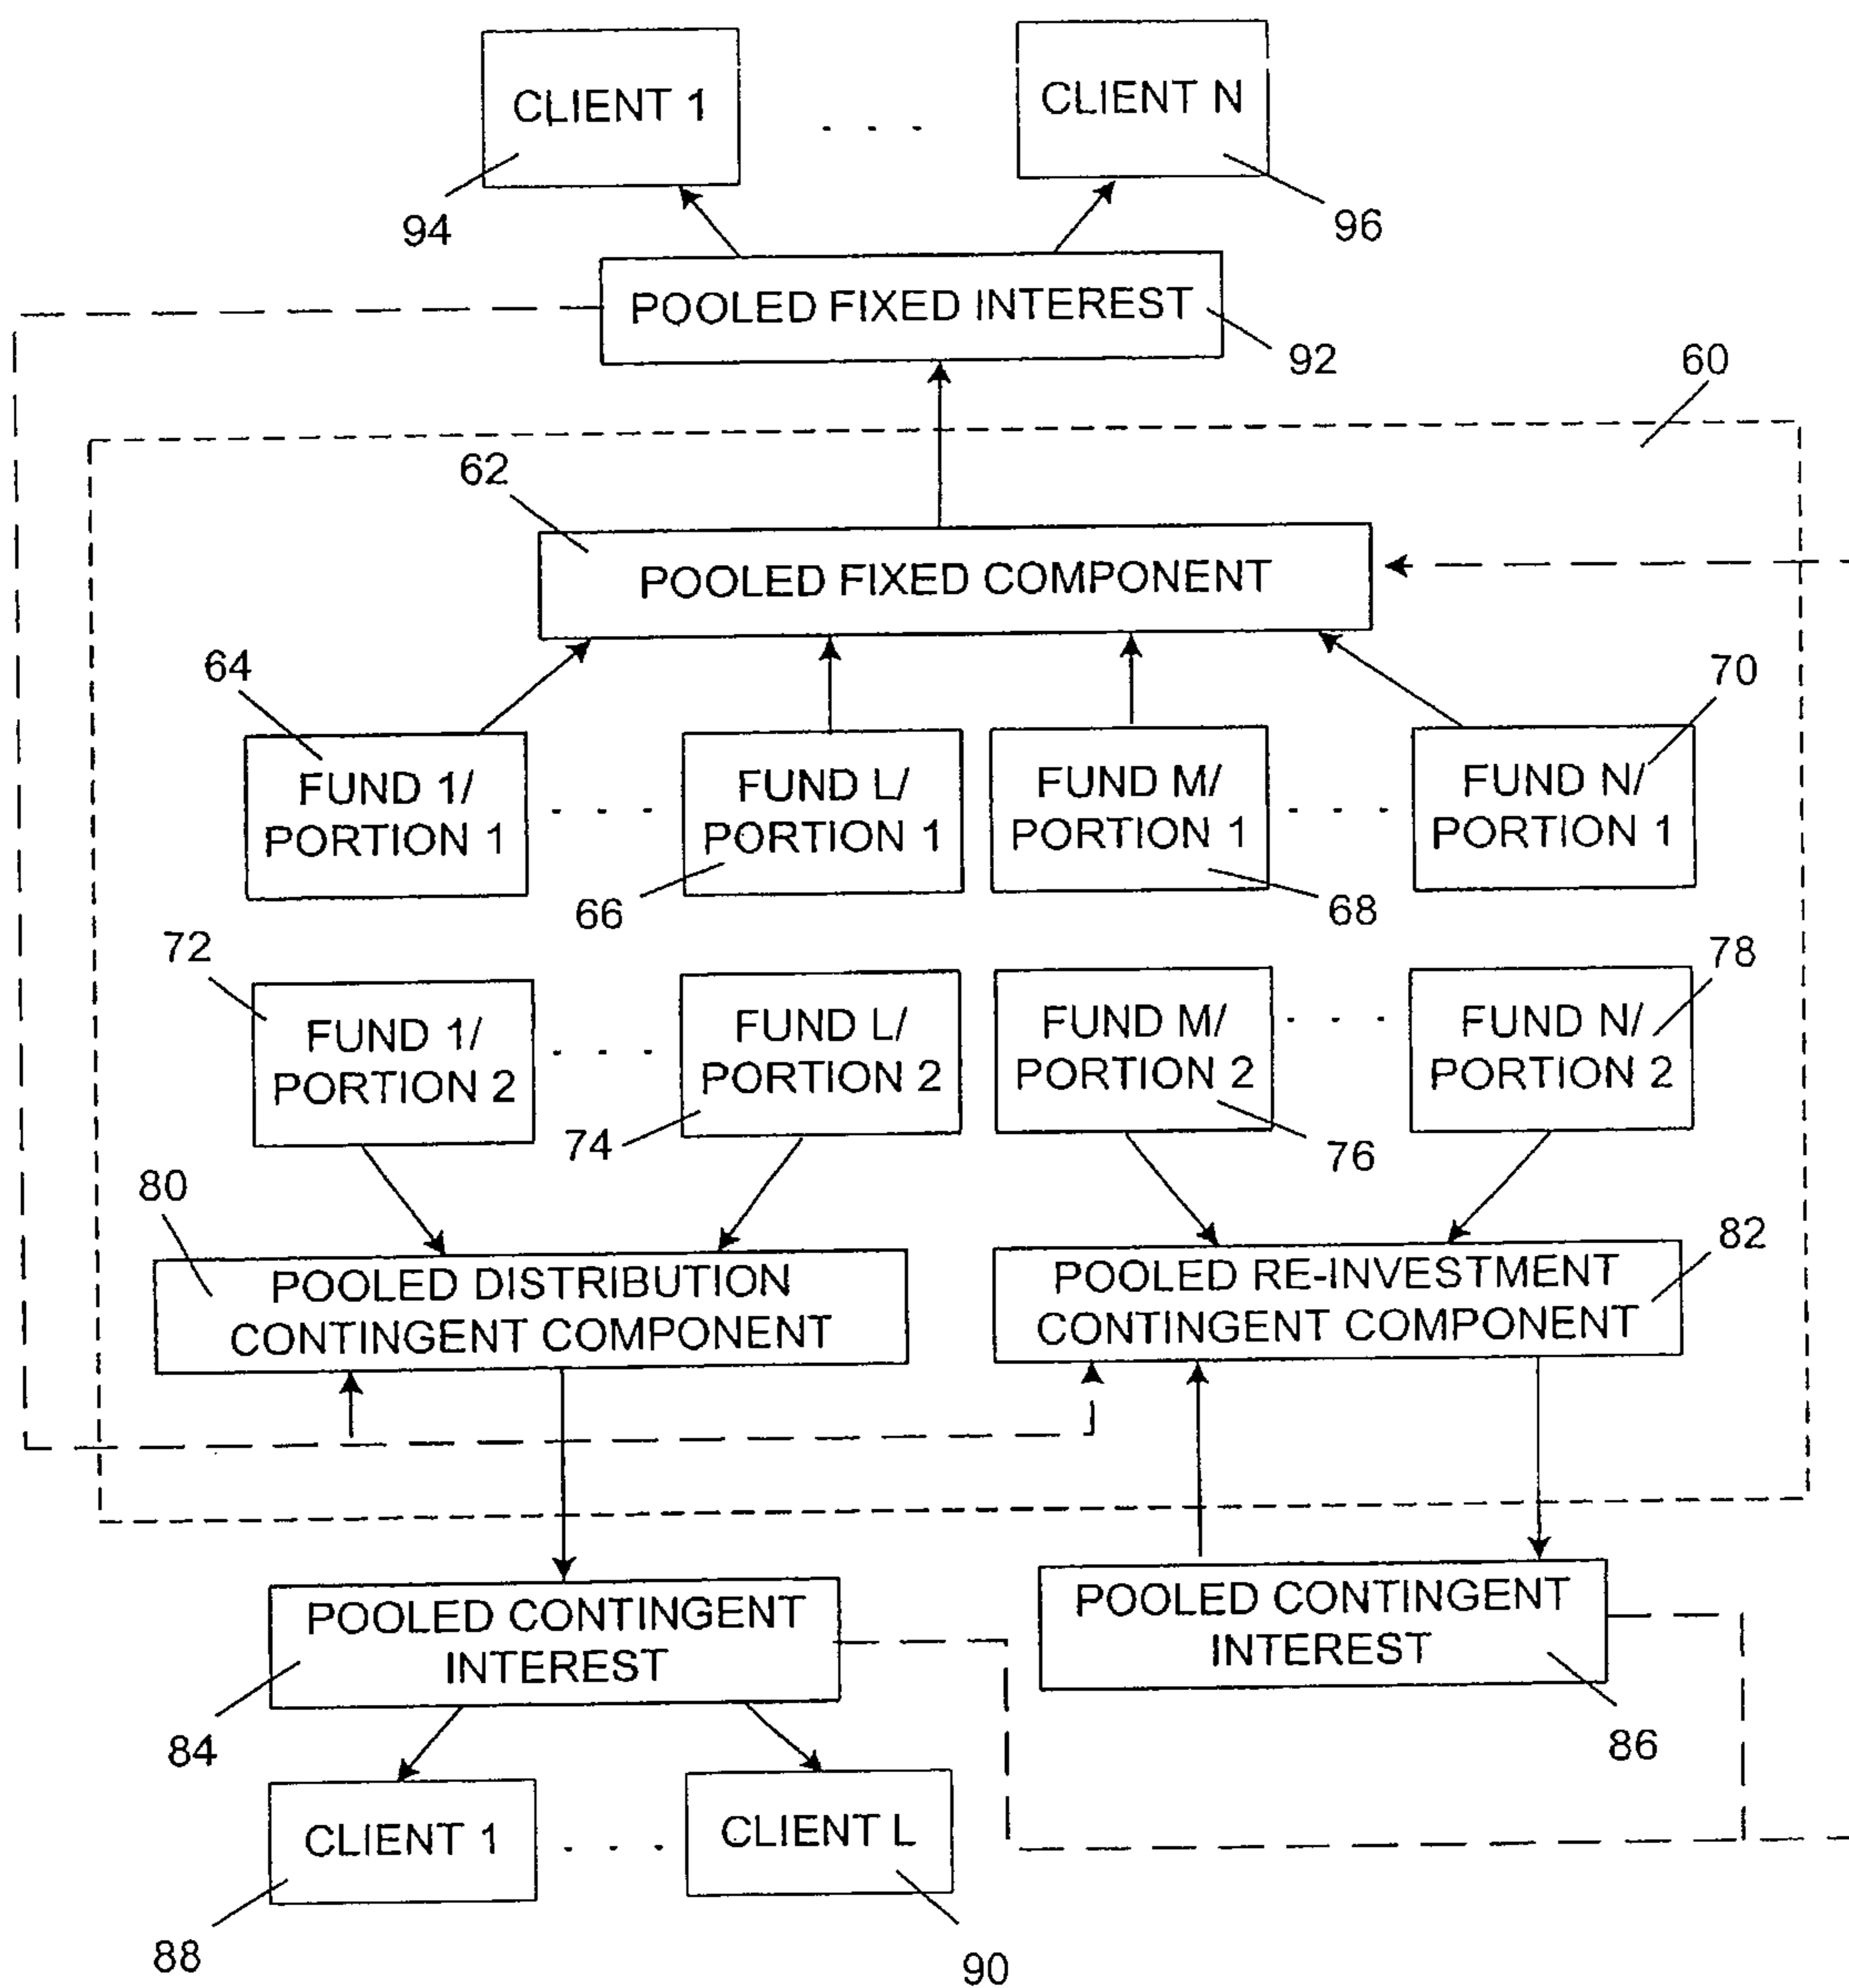 CLIENT 1
CLIENT N
94
96
POOLED FIXED INTEREST
92
60
62
POOLED FIXED COMPONENT
64
70
FUND 1/
PORTION 1
. . .
FUND L/
PORTION 1
FUND M/
PORTION 1
. . .
FUND N/
PORTION 1
66
68
72
78
FUND 1/
PORTION 2
. . .
FUND L/
PORTION 2
FUND M/
PORTION 2
. . .
FUND N/
PORTION 2
74
76
80
82
POOLED DISTRIBUTION
CONTINGENT COMPONENT
POOLED RE-INVESTMENT
CONTINGENT COMPONENT
POOLED CONTINGENT
INTEREST
POOLED CONTINGENT
INTEREST
84
86
CLIENT 1
. . .
CLIENT L
88
90